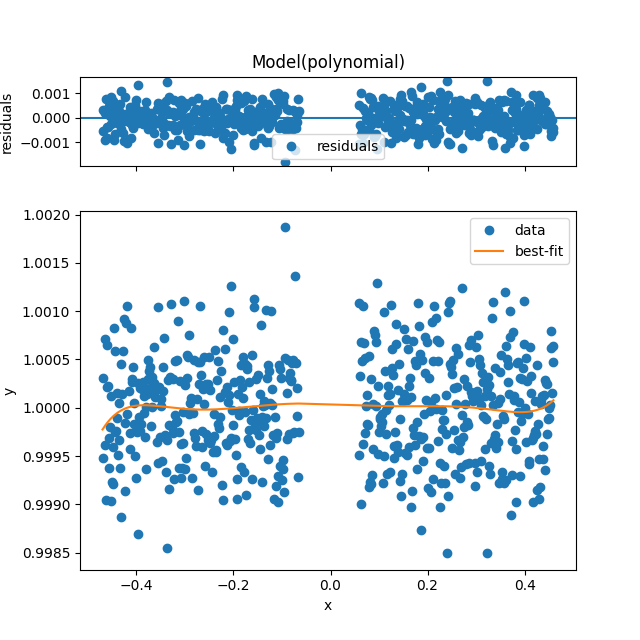 Model(polynomial)
residuals
0.001
0.000
−0.001
residuals
y
1.0020
1.0015
1.0010
1.0005
1.0000
0.9995
0.9990
0.9985
data
best-fit
−0.4
−0.2
0.0
0.2
0.4
x